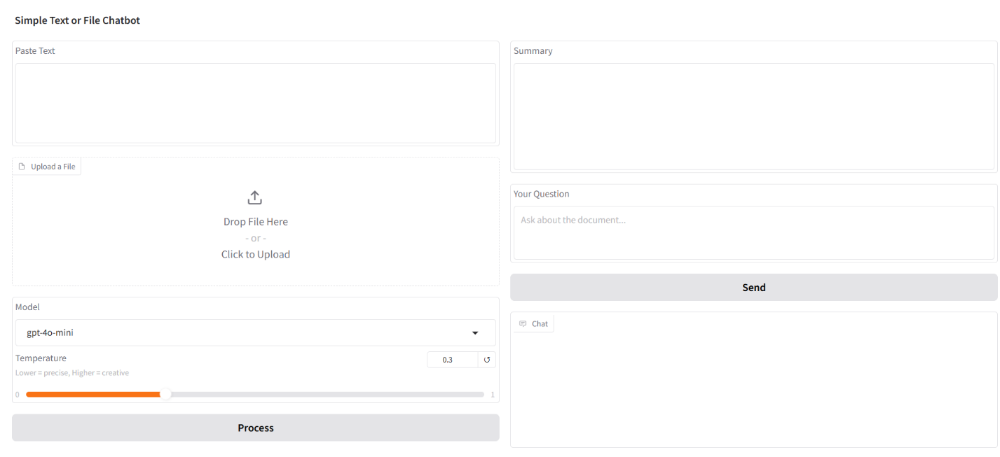 Simple Text or File Chatbot
Paste Text
Upload a File
Drop File Here
- or -
Click to Upload
Model
gpt-4o-mini
Temperature
0.3
Lower = precise, Higher = creative
0
1
Process
Summary
Your Question
Ask about the document...
Send
Chat